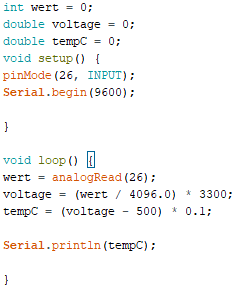 int wert = 0;
double voltage = 0;
double tempC = 0;
void setup() {
pinMode(26, INPUT);
Serial.begin(9600);
}
void loop() {
wert = analogRead(26);
voltage = (wert / 4096.0) * 3300;
tempC = (voltage - 500) * 0.1;
Serial.println(tempC);
}